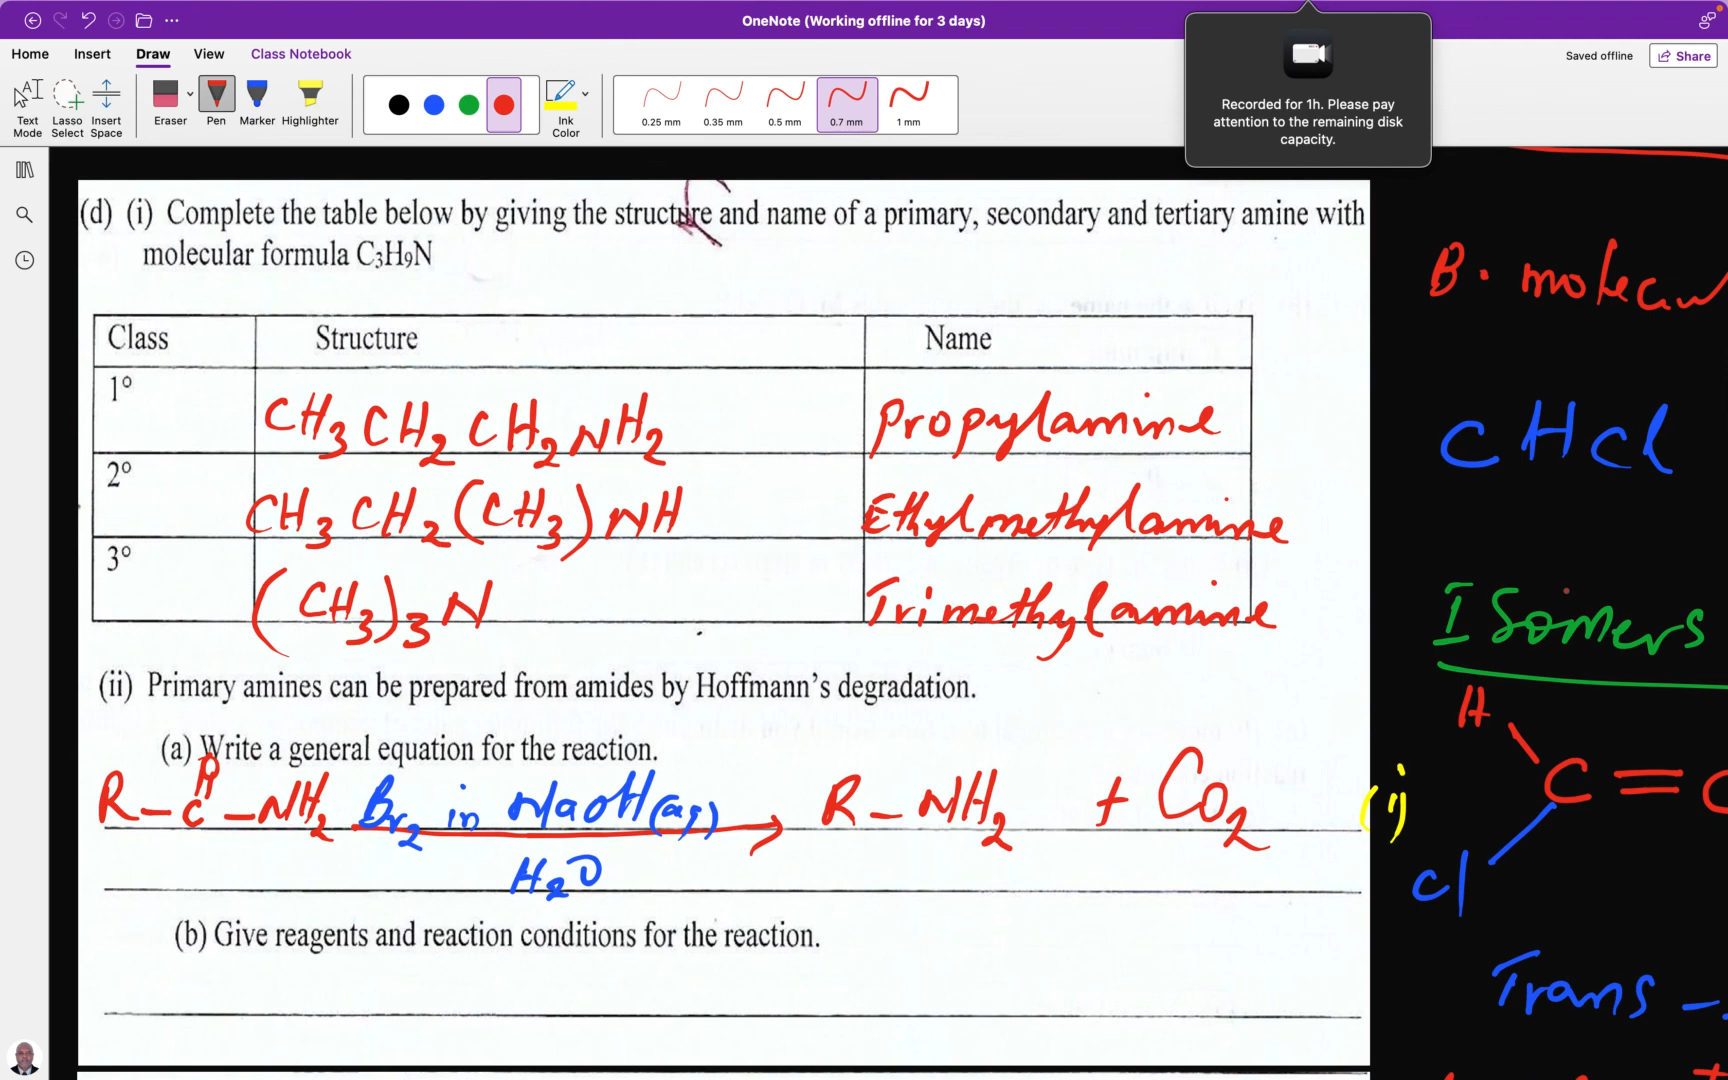 OneNote (Working offline for 3 days)
Home Insert Draw View Class Notebook
Saved offline
Share
Text Mode
Lasso Select
Insert Space
Eraser
Pen
Marker
Highlighter
Ink Color
0.25 mm
0.35 mm
0.5 mm
0.7 mm
1 mm
Recorded for 1h. Please pay
attention to the remaining disk
capacity.
(d) (i) Complete the table below by giving the structure and name of a primary, secondary and tertiary amine with
molecular formula C₃H₉N
Class Structure Name
1° CH₃CH₂CH₂NH₂ Propylamine
2° CH₃CH₂(CH₃)NH Ethylmethylamine
3° (CH₃)₃N Trimethylamine
(ii) Primary amines can be prepared from amides by Hoffmann's degradation.
(a) Write a general equation for the reaction.
R-C-NH₂ Br₂ in NaOH(aq) R-NH₂ + CO₂
H₂O
(b) Give reagents and reaction conditions for the reaction.
B.
CHCl
Isomers
H
C = C
(i)
Cl
Trans -